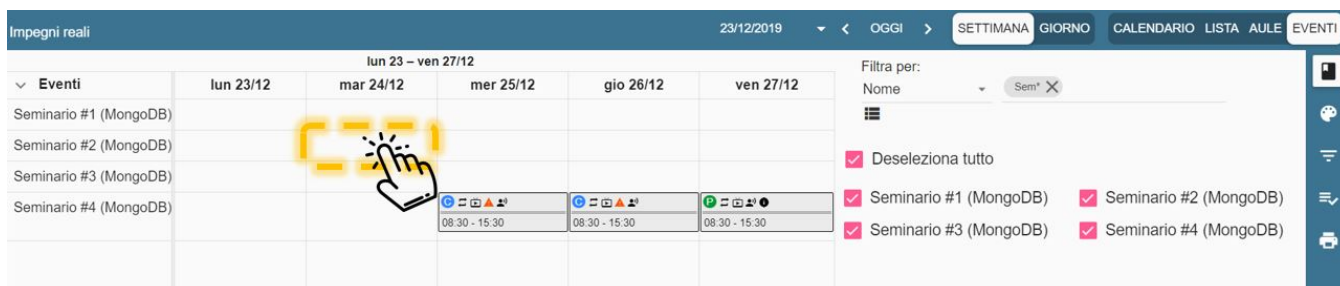 Impegni reali
23/12/2019
OGGI
SETTIMANA GIORNO
CALENDARIO LISTA AULE EVENTI
lun 23 – ven 27/12
Eventi lun 23/12 mar 24/12 mer 25/12 gio 26/12 ven 27/12
Seminario #1 (MongoDB)
Seminario #2 (MongoDB)
Seminario #3 (MongoDB)
Seminario #4 (MongoDB)
C C P
08:30 - 15:30 08:30 - 15:30 08:30 - 15:30
Filtra per:
Nome Sem*
Deseleziona tutto
Seminario #1 (MongoDB) Seminario #2 (MongoDB)
Seminario #3 (MongoDB) Seminario #4 (MongoDB)